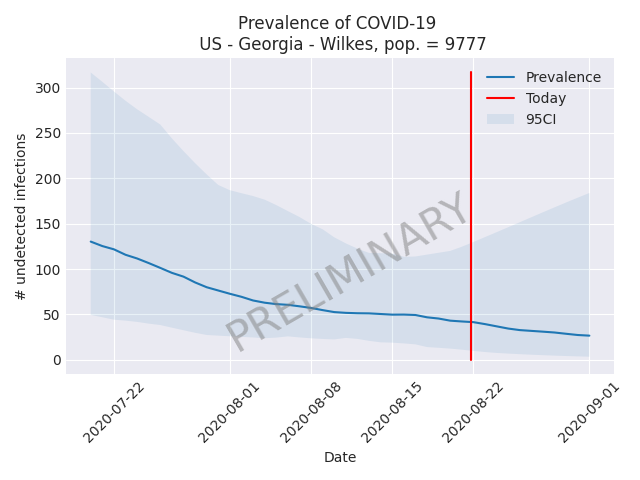 Prevalence of COVID-19
US - Georgia - Wilkes, pop. = 9777
# undetected infections
300
250
200
150
100
50
0
Prevalence
Today
95CI
PRELIMINARY
2020-07-22
2020-08-01
2020-08-08
2020-08-15
2020-08-22
2020-09-01
Date